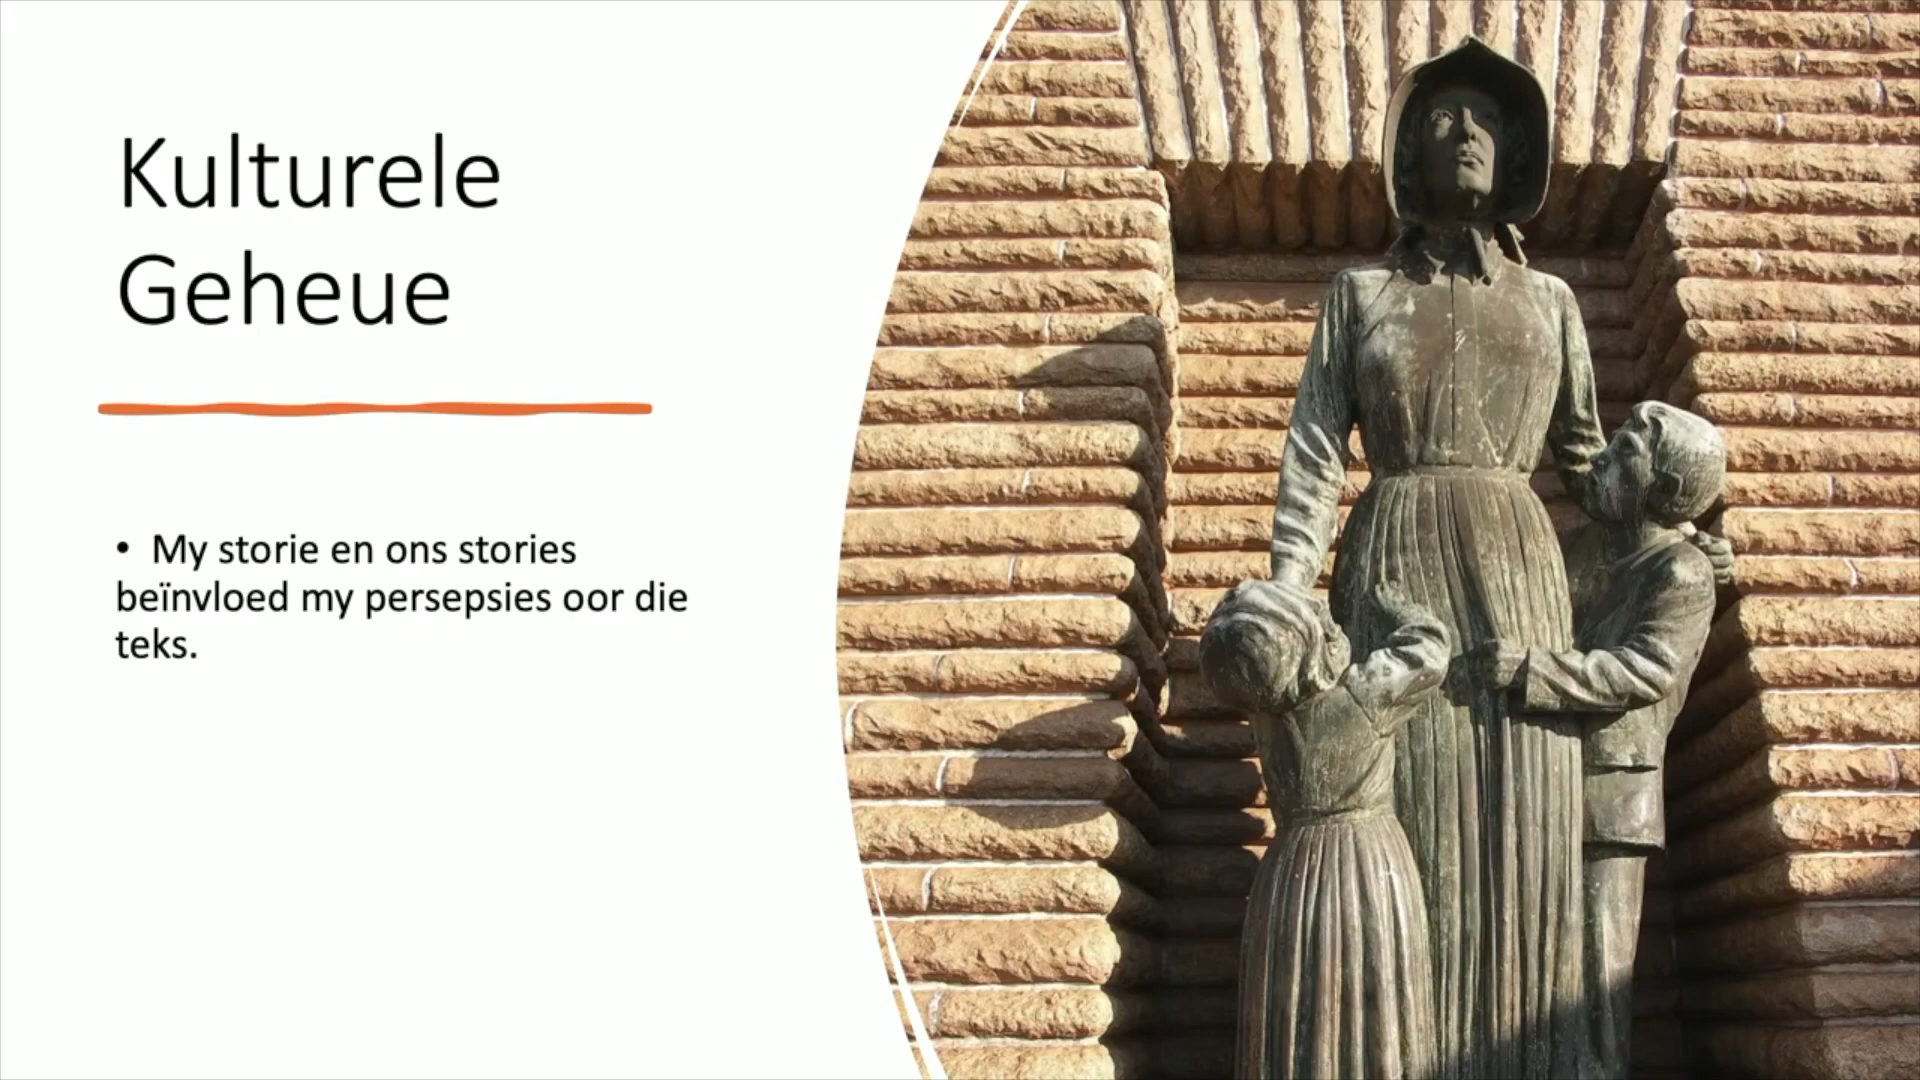 Kulturele
Geheue
• My storie en ons stories
beïnvloed my persepsies oor die
teks.